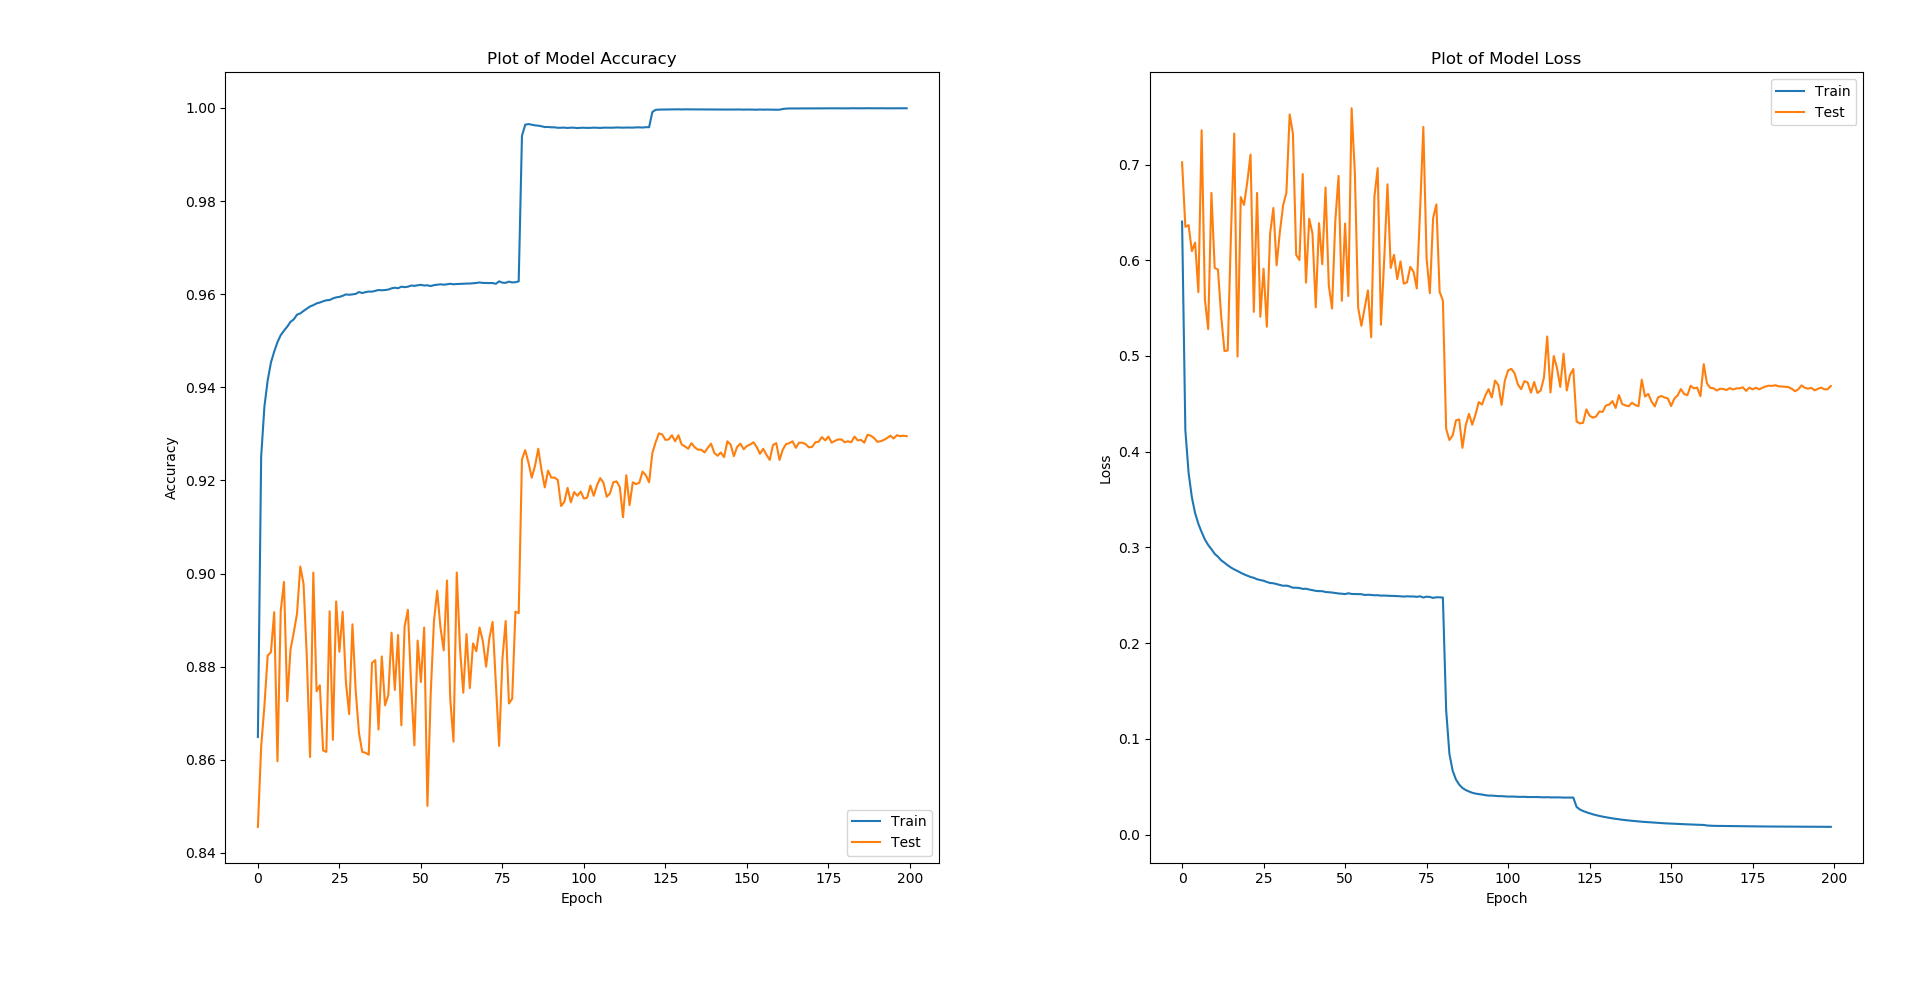 Plot of Model Accuracy
Accuracy
1.00
0.98
0.96
0.94
0.92
0.90
0.88
0.86
0.84
0 25 50 75 100 125 150 175 200
Epoch
Train
Test
Plot of Model Loss
Loss
0.7
0.6
0.5
0.4
0.3
0.2
0.1
0.0
0 25 50 75 100 125 150 175 200
Epoch
Train
Test